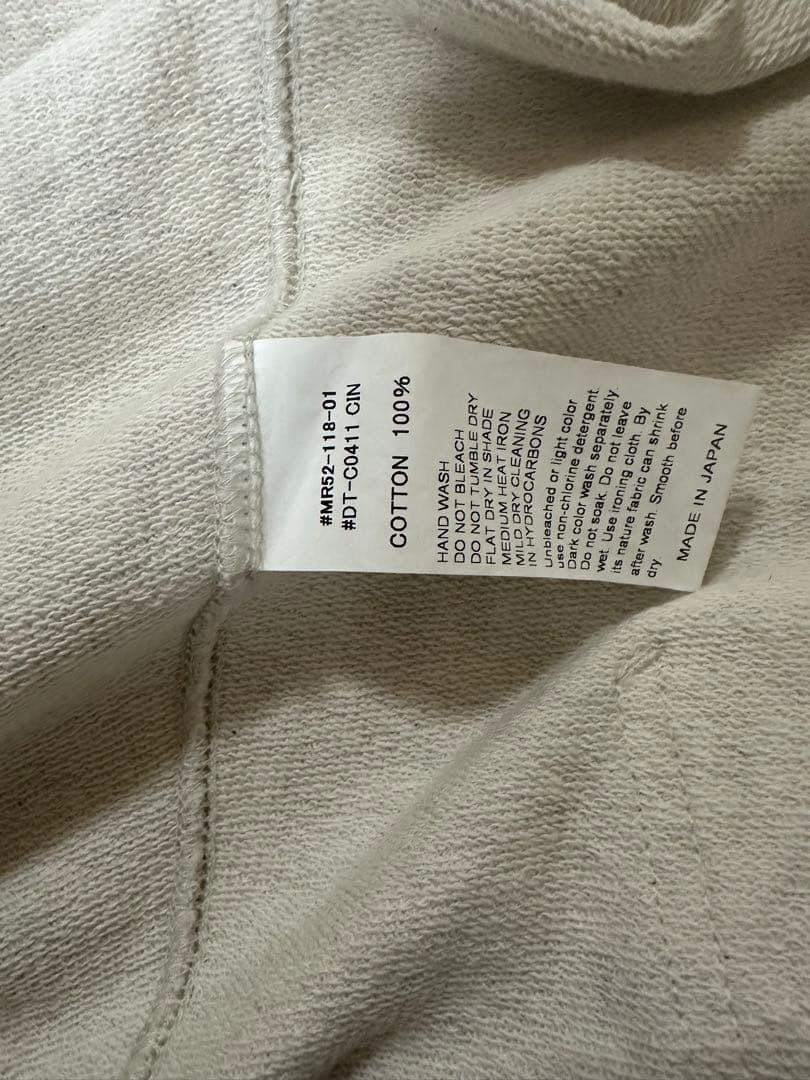 #MR52-118-01
#DT-C0411 CIN
COTTON 100%
HAND WASH
DO NOT BLEACH
DO NOT TUMBLE DRY
FLAT DRY IN SHADE
MEDIUM HEAT IRON
MILD DRY CLEANING
IN HYDROCARBONS
Unbleached or light color
use non-chlorine detergent.
Dark color wash separately.
Do not soak. Do not leave
wet. Use ironing cloth. By
its nature fabric can shrink
after wash. Smooth before
dry.
MADE IN JAPAN